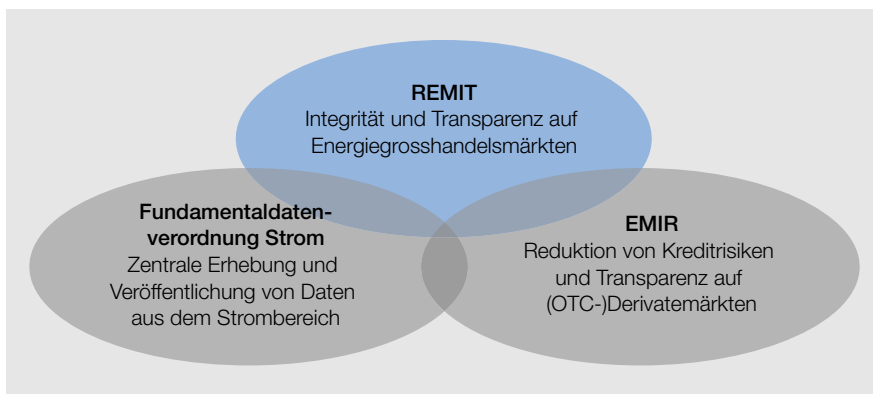 REMIT
Integrität und Transparenz auf
Energiegrosshandelsmärkten
Fundamentaldaten-
verordnung Strom
Zentrale Erhebung und
Veröffentlichung von Daten
aus dem Strombereich
EMIR
Reduktion von Kreditrisiken
und Transparenz auf
(OTC-)Derivatemärkten